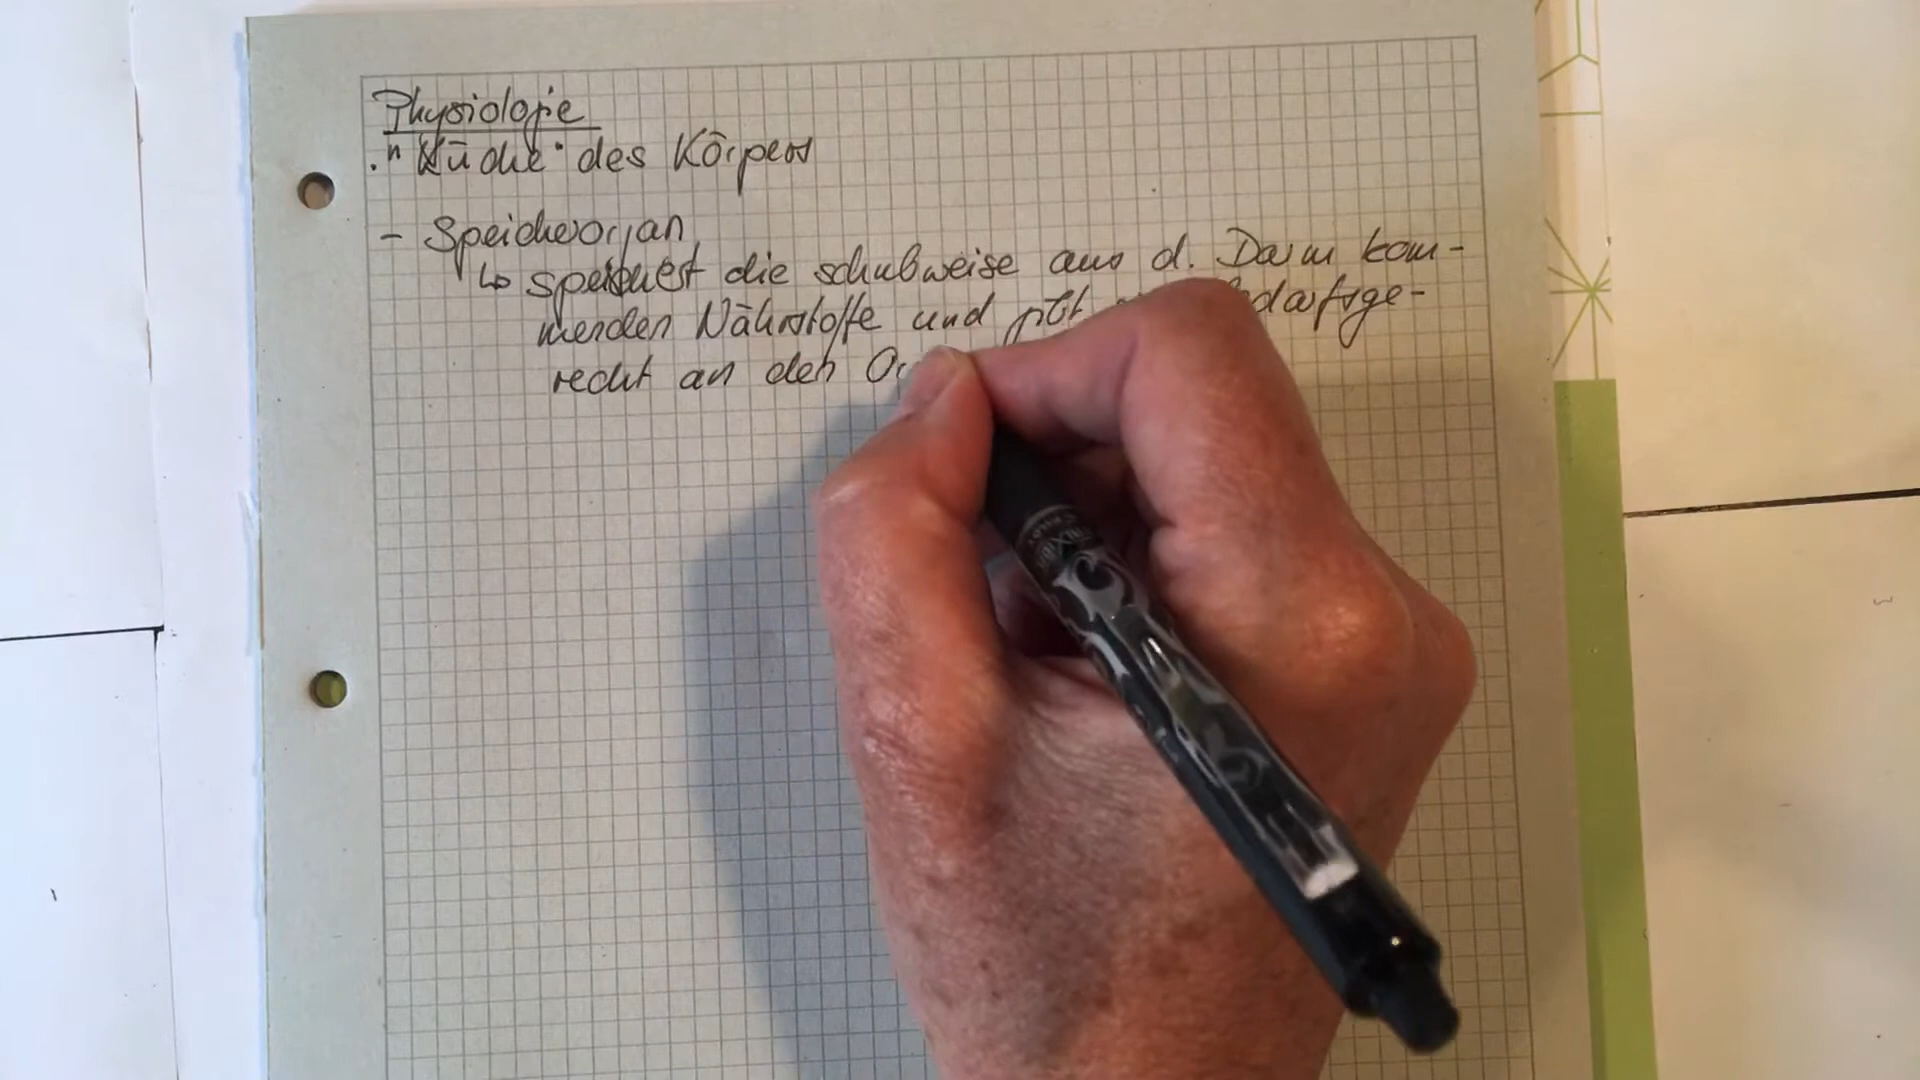 Physiologie
. "Küche" des Körpers
- Speicherorgan
↳ speichert die schubweise aus d. Darm kom-
menden Nährstoffe und gibt
recht an den